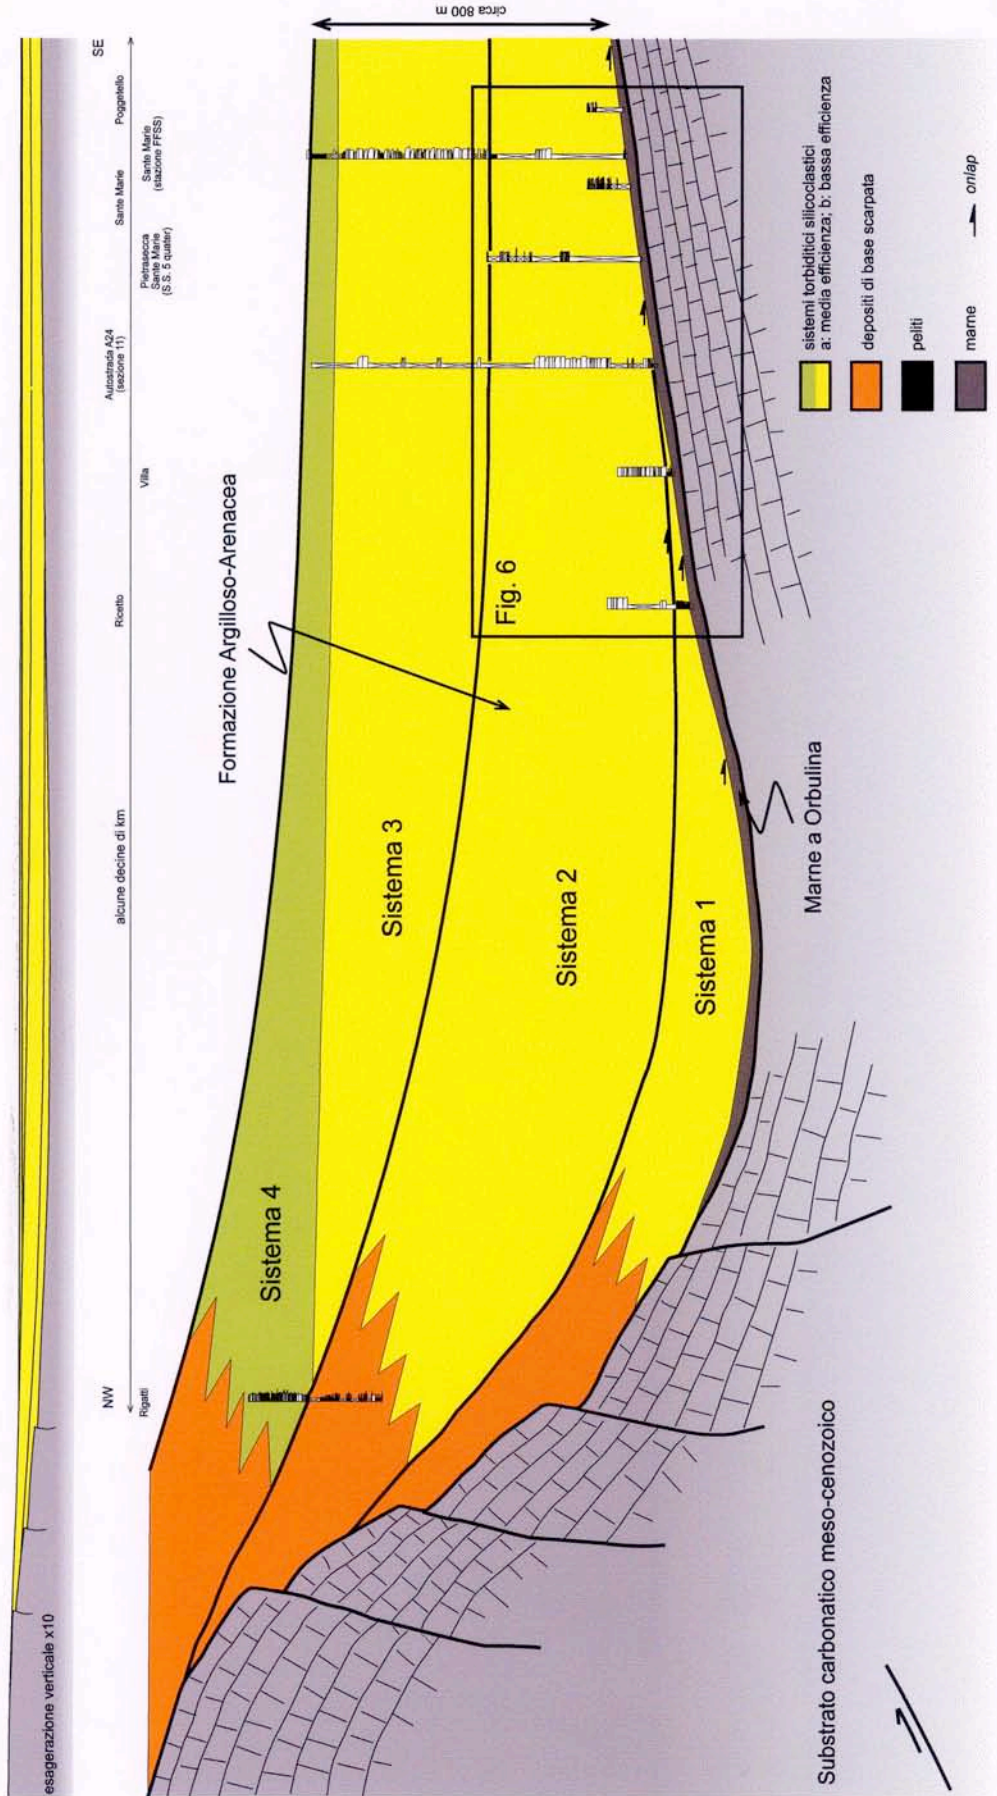 esagerazione verticale x10
NW
alcune decine di km
SE
Rigatti
Ricetto
Villa
Autostrada A24
(sezione 11)
Pietrasecca
Sante Marie
(S.S. 5 quater)
Sante Marie
Sante Marie
(stazione FFSS)
Poggetello
circa 800 m
Formazione Argilloso-Arenacea
Sistema 4
Sistema 3
Sistema 2
Sistema 1
Fig. 6
Marne a Orbulina
Substrato carbonatico meso-cenozoico
sistemi torbiditici silicoclastici
a: media efficienza; b: bassa efficienza
depositi di base scarpata
peliti
marne
onlap